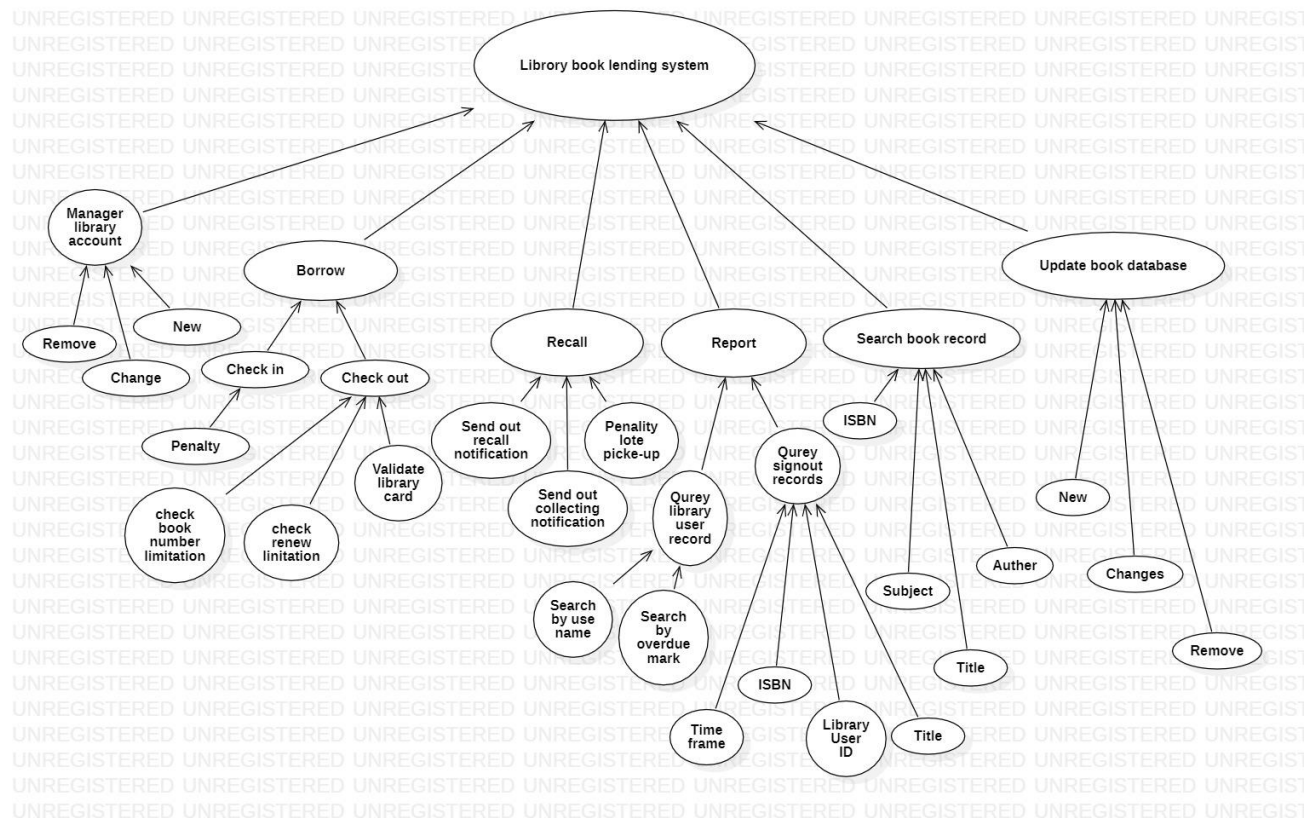 Librory book lending system
Manager
library
account
Borrow
Update book database
New
Remove
Change
Check in
Check out
Recall
Report
Search book record
Penalty
Validate
library
card
check
book
number
limitation
check
renew
linitation
Send out
recall
notification
Send out
collecting
notification
Penality
lote
picke-up
Qurey
library
user
record
Qurey
signout
records
ISBN
Subject
Auther
Title
New
Changes
Remove
Search
by use
name
Search
by
overdue
mark
Time
frame
ISBN
Library
User
ID
Title
UNREGISTERED UNREGISTERED UNREGISTERED UNREGISTERED UNREGISTERED UNREGISTERED UNREGISTERED